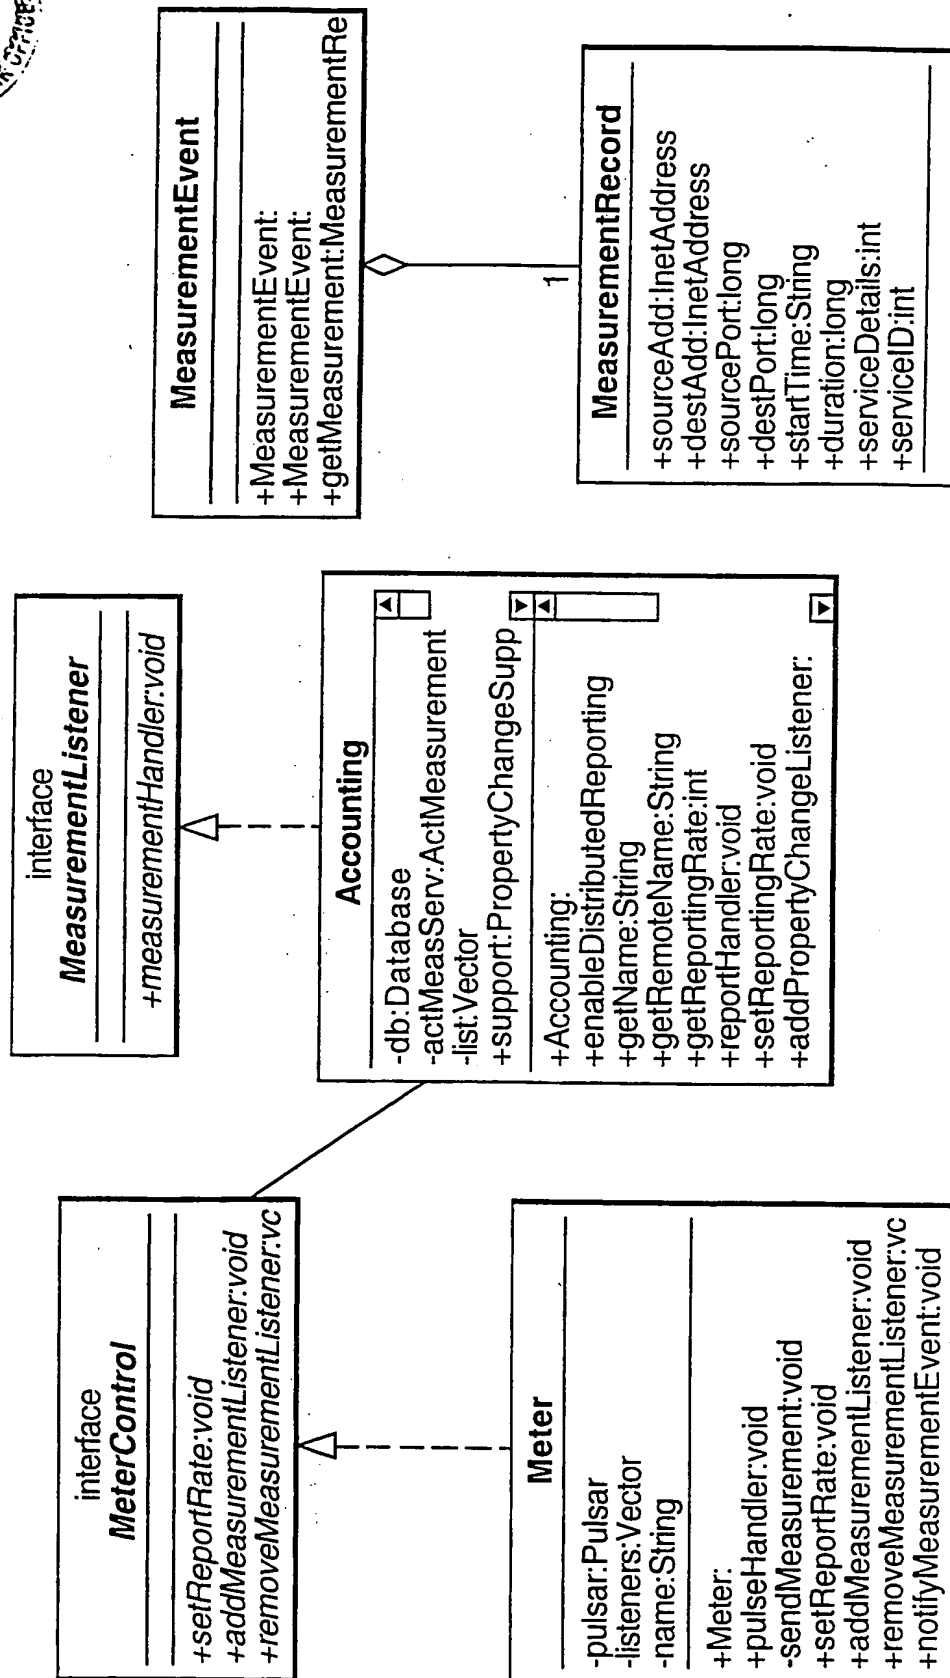 interface
MeterControl
+setReportRate:void
+addMeasurementListener:void
+removeMeasurementListener:vc
Meter
-pulsar:Pulsar
-listeners:Vector
-name:String
+Meter:
+pulseHandler:void
-sendMeasurement:void
+setReportRate:void
+addMeasurementListener:void
+removeMeasurementListener:vc
+notifyMeasurementEvent:void
interface
MeasurementListener
+measurementHandler:void
Accounting
-db:Database
-actMeasServ:ActMeasurement
-list:Vector
+support:PropertyChangeSupp
+Accounting:
+enableDistributedReporting
+getName:String
+getRemoteName:String
+getReportingRate:int
+reportHandler:void
+setReportingRate:void
+addPropertyChangeListener:
MeasurementEvent
+MeasurementEvent:
+MeasurementEvent:
+getMeasurement:MeasurementRe
1
MeasurementRecord
+sourceAdd:InetAddress
+destAdd:InetAddress
+sourcePort:long
+destPort:long
+startTime:String
+duration:long
+serviceDetails:int
+serviceID:int